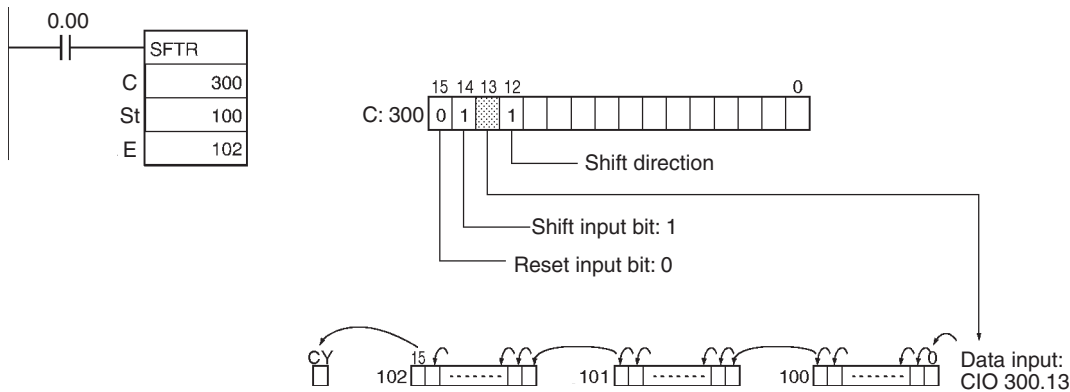 0.00
SFTR
C 300
St 100
E 102
15 14 13 12 0
C: 300 0 1 1
Shift direction
Shift input bit: 1
Reset input bit: 0
CY 15 0 Data input:
102 101 100 CIO 300.13